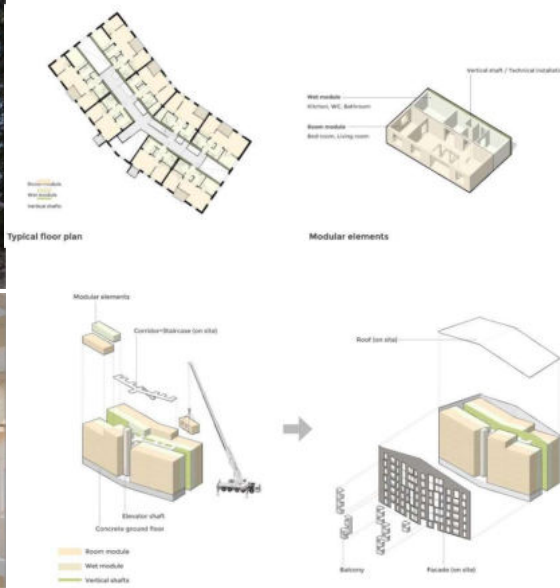 Vertical shaft / Technical installati
Wet module
Kitchen, WC, Bathroom
Room module
Bed room, Living room
Room module
Wet module
Vertical shafts
Typical floor plan
Modular elements
Modular elements
Corridor+Staircase (on site)
Roof (on site)
Elevator shaft
Concrete ground floor
Room module
Wet module
Vertical shafts
Balcony
Facade (on site)